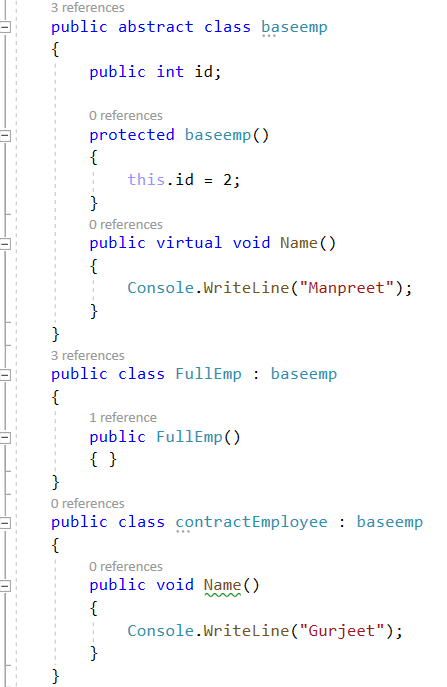 3 references
public abstract class baseemp
{
public int id;
0 references
protected baseemp()
{
this.id = 2;
}
0 references
public virtual void Name()
{
Console.WriteLine("Manpreet");
}
}
3 references
public class FullEmp : baseemp
{
1 reference
public FullEmp()
{ }
}
0 references
public class contractEmployee : baseemp
{
0 references
public void Name()
{
Console.WriteLine("Gurjeet");
}
}